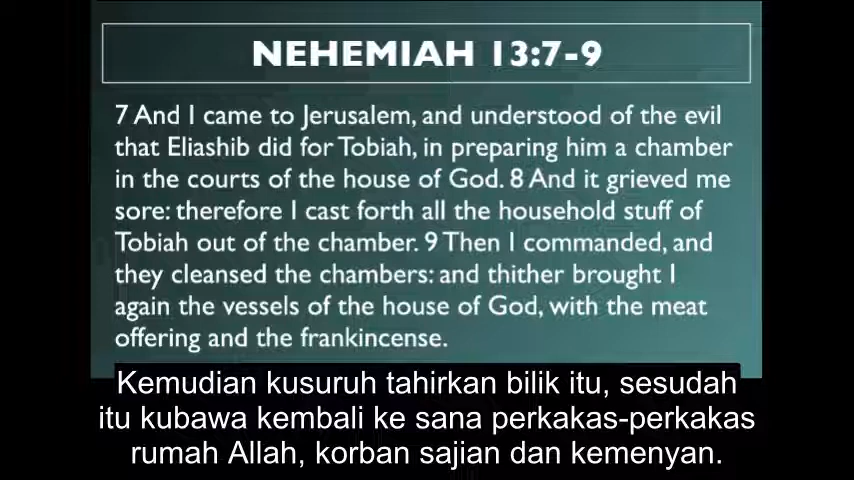 NEHEMIAH 13:7-9
7 And I came to Jerusalem, and understood of the evil
that Eliashib did for Tobiah, in preparing him a chamber
in the courts of the house of God. 8 And it grieved me
sore: therefore I cast forth all the household stuff of
Tobiah out of the chamber. 9 Then I commanded, and
they cleansed the chambers: and thither brought I
again the vessels of the house of God, with the meat
offering and the frankincense.
Kemudian kusuruh tahirkan bilik itu, sesudah
itu kubawa kembali ke sana perkakas-perkakas
rumah Allah, korban sajian dan kemenyan.